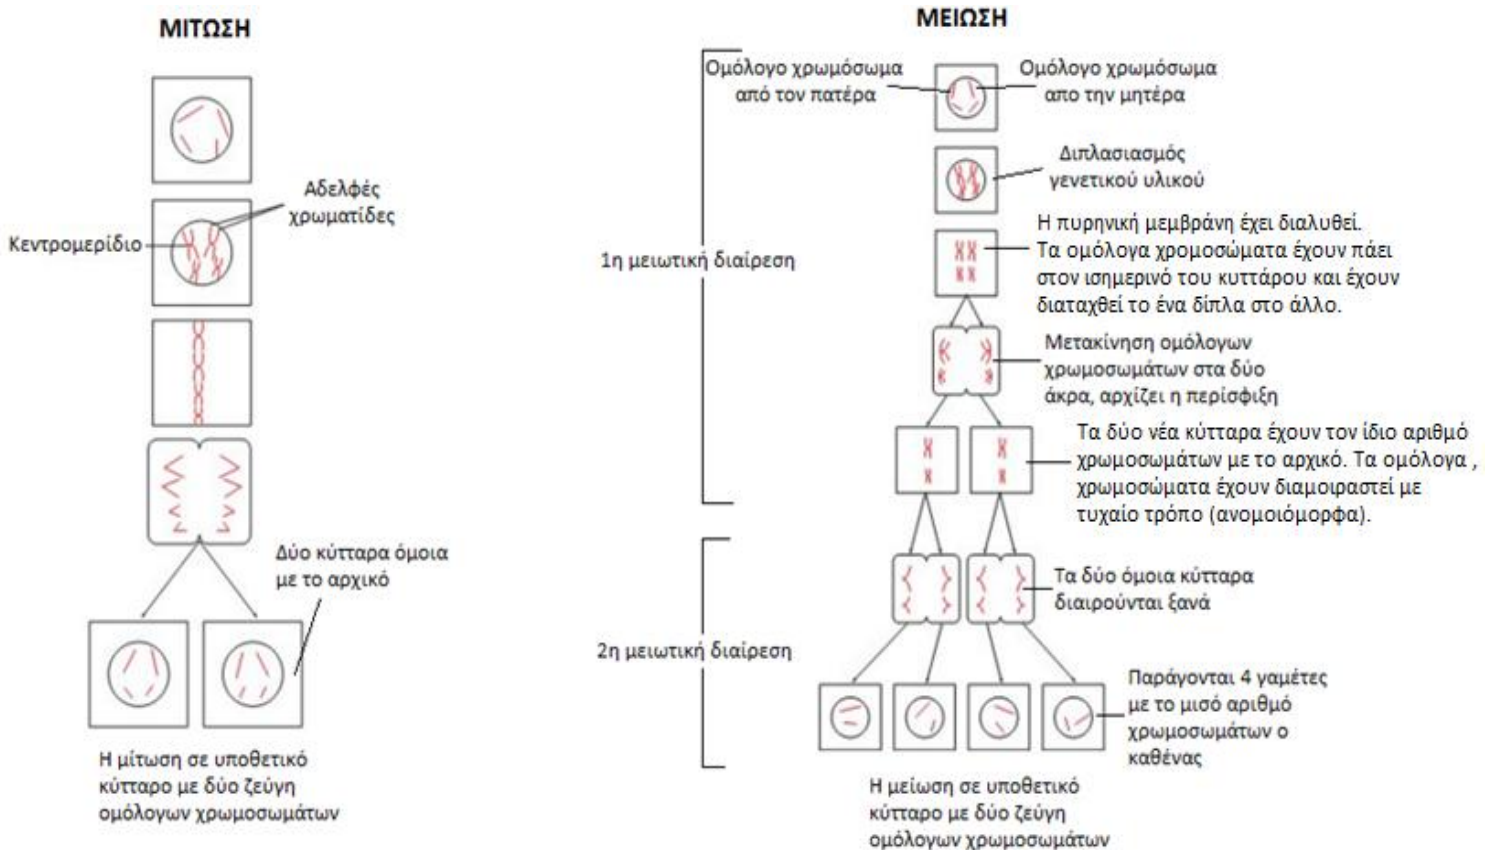 ΜΙΤΩΣΗ
Αδελφές
χρωματίδες
Κεντρομερίδιο
Δύο κύτταρα όμοια
με το αρχικό
Η μίτωση σε υποθετικό
κύτταρο με δύο ζεύγη
ομόλογων χρωμοσωμάτων
ΜΕΙΩΣΗ
Ομόλογο χρωμόσωμα
από τον πατέρα
Ομόλογο χρωμόσωμα
απο την μητέρα
Διπλασιασμός
γενετικού υλικού
1η μειωτική διαίρεση
Η πυρηνική μεμβράνη έχει διαλυθεί.
Τα ομόλογα χρομοσώματα έχουν πάει
στον ισημερινό του κυττάρου και έχουν
διαταχθεί το ένα δίπλα στο άλλο.
Μετακίνηση ομόλογων
χρωμοσωμάτων στα δύο
άκρα, αρχίζει η περίσφιξη
Τα δύο νέα κύτταρα έχουν τον ίδιο αριθμό
χρωμοσωμάτων με το αρχικό. Τα ομόλογα ,
χρωμοσώματα έχουν διαμοιραστεί με
τυχαίο τρόπο (ανομοιόμορφα).
Τα δύο όμοια κύτταρα
διαιρούνται ξανά
2η μειωτική διαίρεση
Παράγονται 4 γαμέτες
με το μισό αριθμό
χρωμοσωμάτων ο
καθένας
Η μείωση σε υποθετικό
κύτταρο με δύο ζεύγη
ομόλογων χρωμοσωμάτων